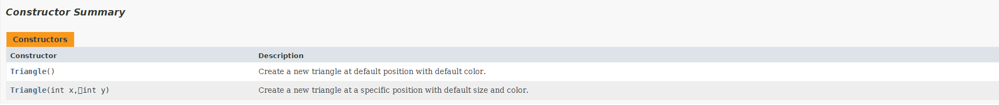 Constructor Summary
Constructors
Constructor Description
Triangle() Create a new triangle at default position with default color.
Triangle(int x,▯int y) Create a new triangle at a specific position with default size and color.